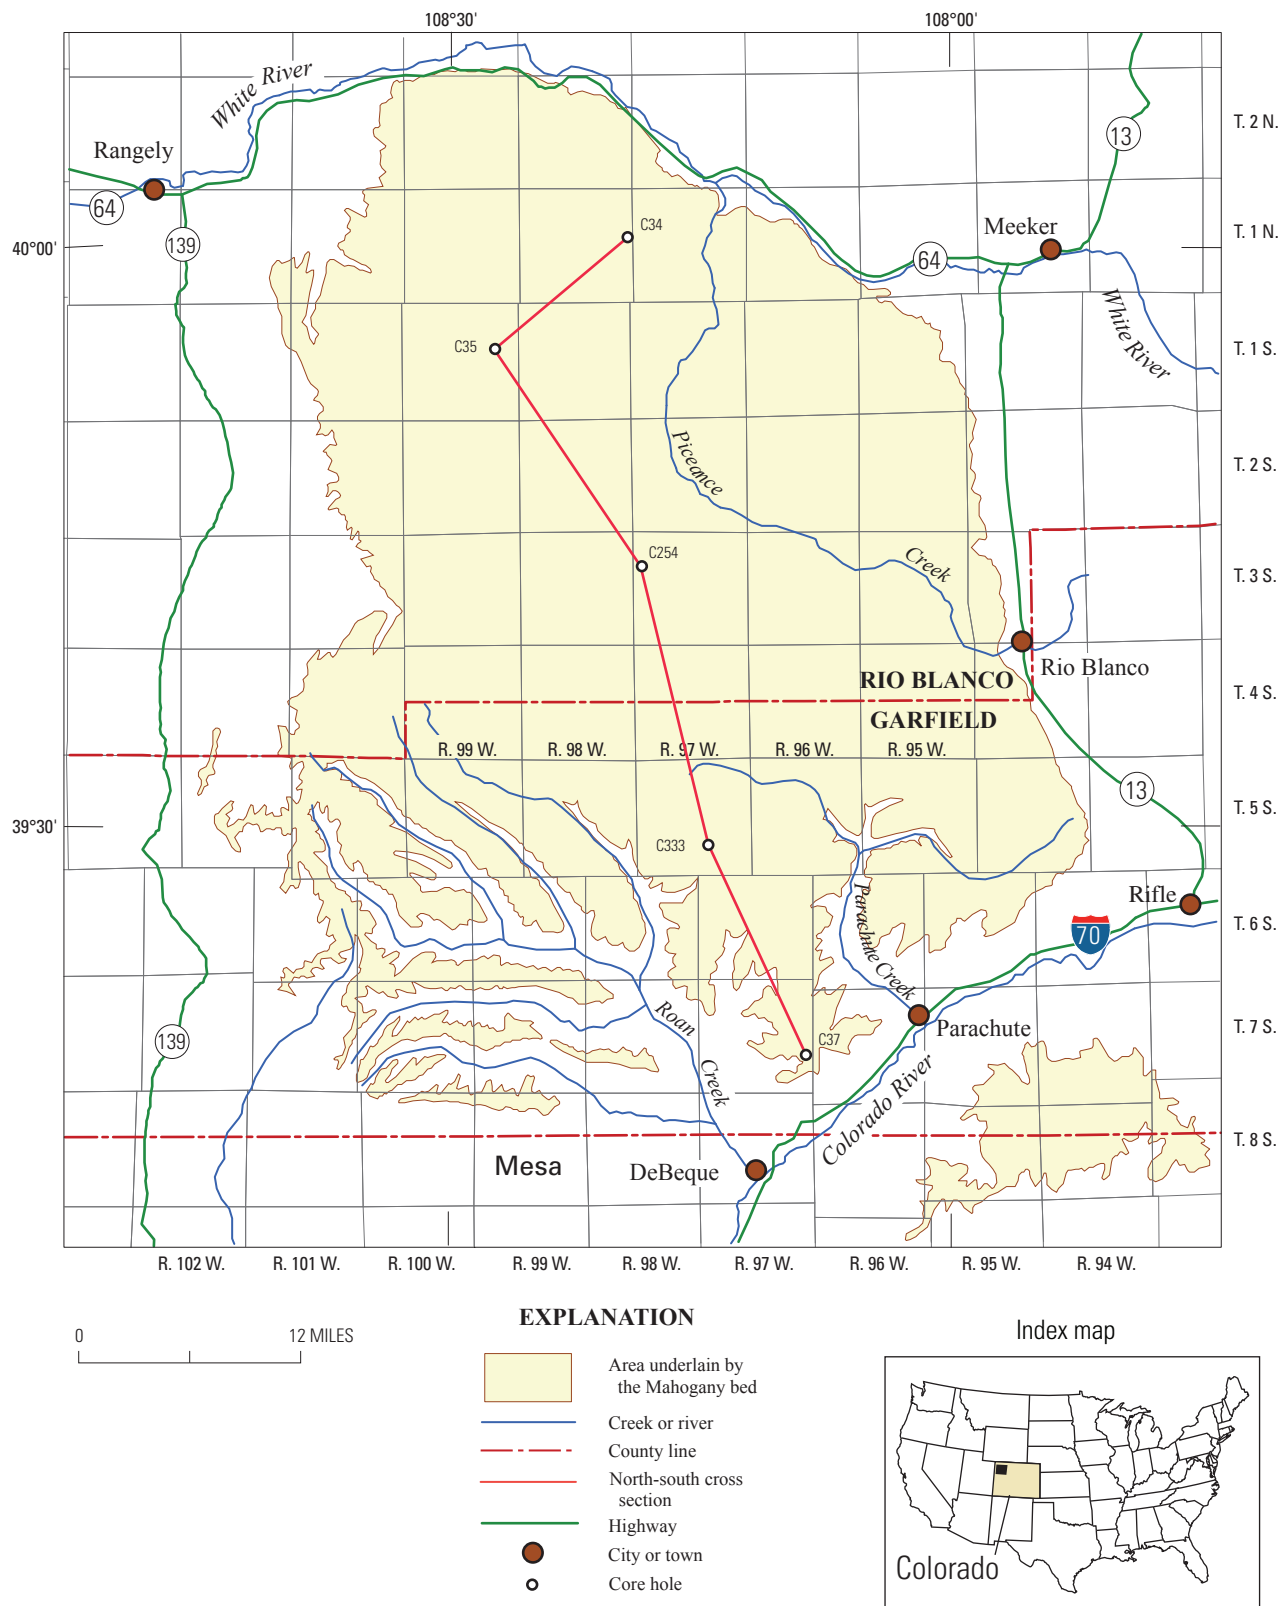 108°30'
108°00'
White River
T. 2 N.
13
Rangely
64
C34
Meeker
T. 1 N.
139
40°00'
64
White River
C35
T. 1 S.
Piceance
T. 2 S.
C254
Creek
T. 3 S.
Rio Blanco
RIO BLANCO
T. 4 S.
GARFIELD
R. 99 W.
R. 98 W.
R. 97 W.
R. 96 W.
R. 95 W.
13
T. 5 S.
39°30'
C333
Rifle
Parachute Creek
T. 6 S.
70
Roan
Parachute
T. 7 S.
139
C37
Creek
Colorado River
T. 8 S.
Mesa
DeBeque
R. 102 W.
R. 101 W.
R. 100 W.
R. 99 W.
R. 98 W.
R. 97 W.
R. 96 W.
R. 95 W.
R. 94 W.
0
12 MILES
EXPLANATION
Area underlain by
the Mahogany bed
Creek or river
County line
North-south cross
section
Highway
City or town
Core hole
Index map
Colorado